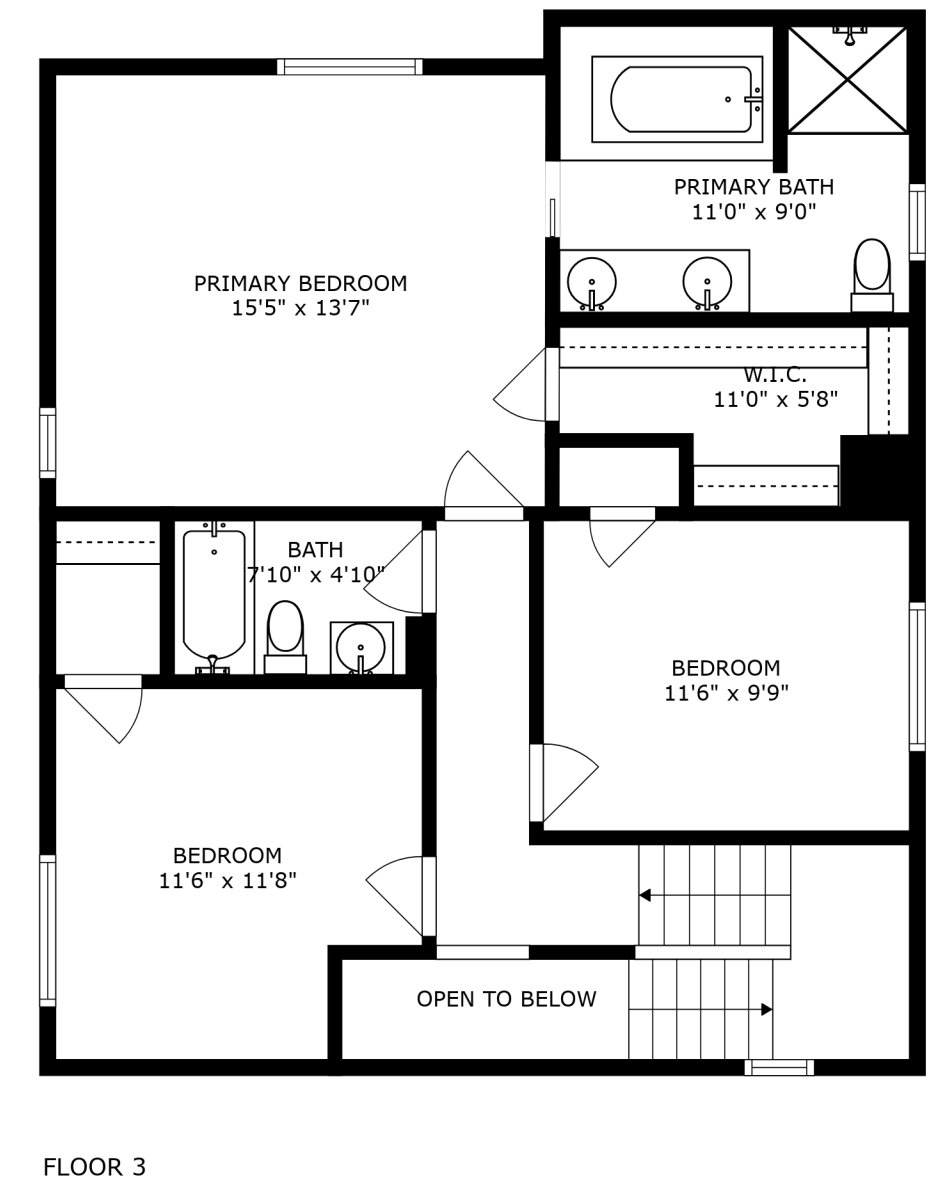 PRIMARY BATH
11'0" x 9'0"
PRIMARY BEDROOM
15'5" x 13'7"
W.I.C.
11'0" x 5'8"
BATH
7'10" x 4'10"
BEDROOM
11'6" x 9'9"
BEDROOM
11'6" x 11'8"
OPEN TO BELOW
FLOOR 3